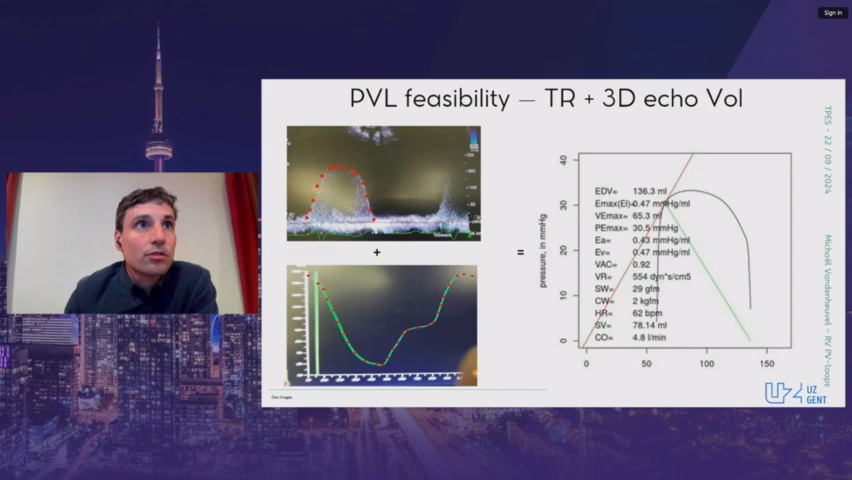 Sign in
PVL feasibility – TR + 3D echo Vol
TPES - 22 / 09 / 2024
Michaël Vandenheuvel - RV PV-loops
+
=
pressure, in mmHg
40
30
20
10
0
0 50 100 150
EDV= 136.3 ml
Emax(El)=0.47 mmHg/ml
VEmax= 65.3 ml
PEmax= 30.5 mmHg
Ea= 0.43 mmHg/ml
Ev= 0.47 mmHg/ml
VAC= 0.92
VR= 554 dyn*s/cm5
SW= 29 gfm
CW= 2 kgfm
HR= 62 bpm
SV= 78.14 ml
CO= 4.8 l/min
Own images
UZ
GENT